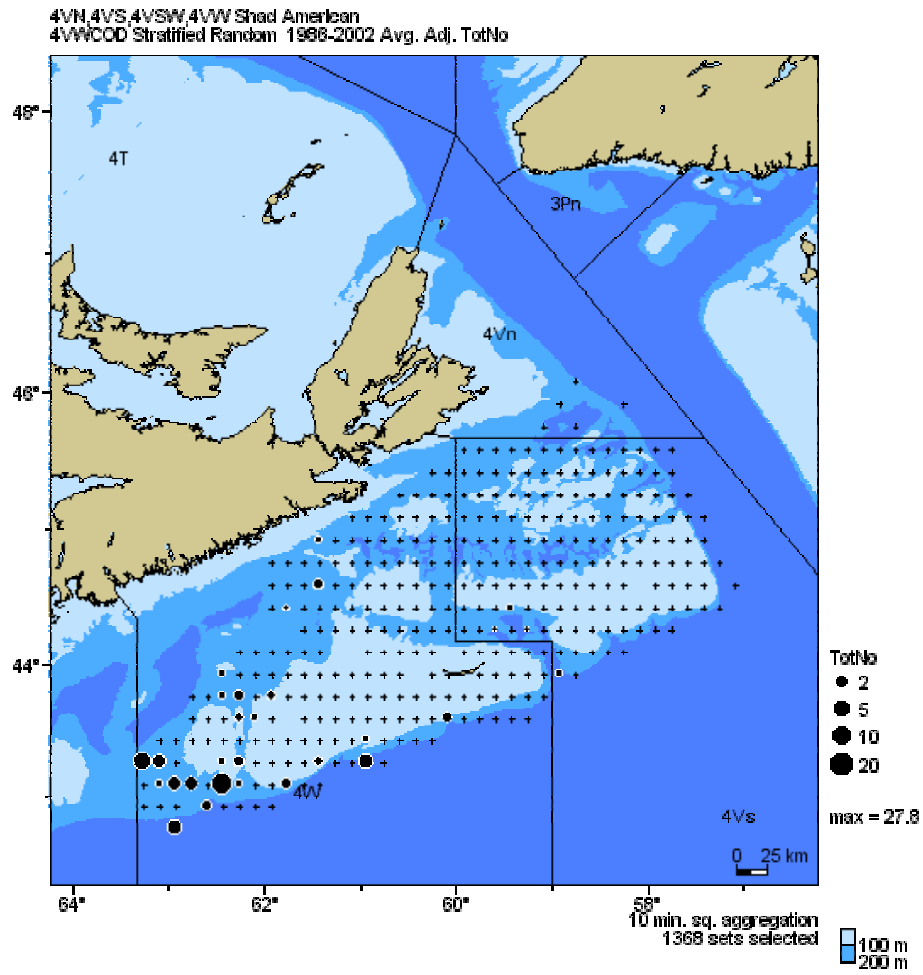 4VN,4VS,4VSW,4VW Shad American
4VWCOD Stratified Random 1986-2002 Avg. Adj. TotNo
48°
4T
3Pn
4Vn
46°
44°
TotNo
2
5
10
20
4W
4Vs
max = 27.8
0 25 km
64° 62° 60° 58°
10 min. sq. aggregation
1368 sets selected
100 m
200 m